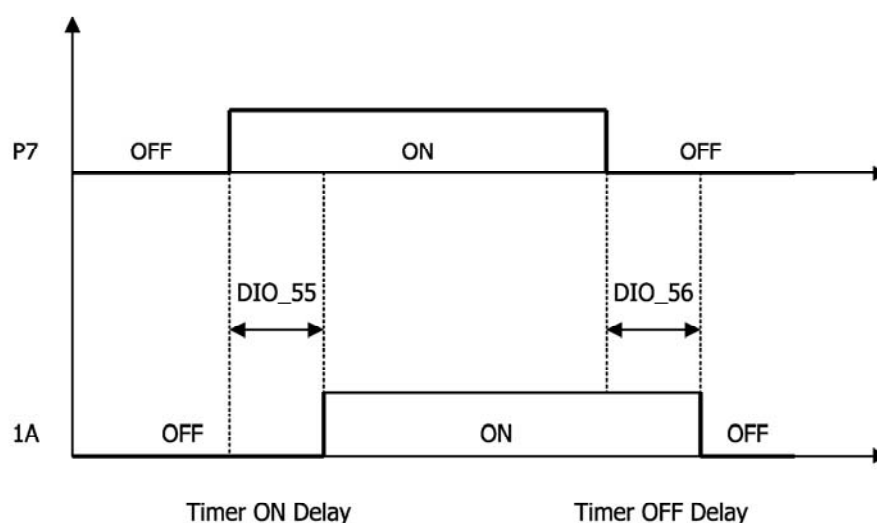 P7 OFF ON OFF
DIO_55 DIO_56
1A OFF ON OFF
Timer ON Delay Timer OFF Delay